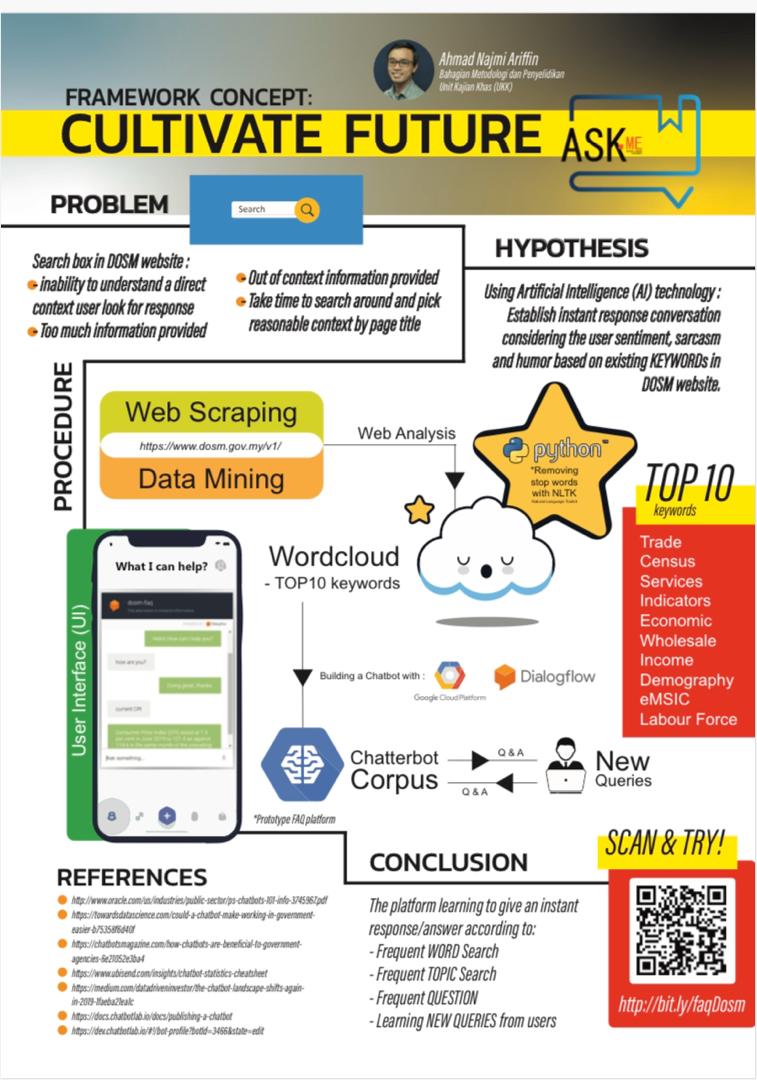 Ahmad Najmi Ariffin
Bahagian Metodologi dan Penyelidikan
Unit Kajian Khas (UKK)
FRAMEWORK CONCEPT:
CULTIVATE FUTURE
ASK.ME
PROBLEM
Search
Search box in DOSM website :
inability to understand a direct
context user look for response
Too much information provided
Out of context information provided
Take time to search around and pick
reasonable context by page title
HYPOTHESIS
Using Artificial Intelligence (AI) technology :
Establish instant response conversation
considering the user sentiment, sarcasm
and humor based on existing KEYWORDs in
DOSM website.
PROCEDURE
Web Scraping
https://www.dosm.gov.my/v1/
Data Mining
Web Analysis
python™
*Removing
stop words
with NLTK
Natural Language Toolkit
TOP 10
keywords
Trade
Census
Services
Indicators
Economic
Wholesale
Income
Demography
eMSIC
Labour Force
Wordcloud
- TOP10 keywords
User Interface (UI)
What I can help?
dosm-faq
how are you?
Doing great, thanks
current CPI
Ask something...
Building a Chatbot with :
Google Cloud Platform
Dialogflow
Chatterbot
Corpus
Q & A
Q & A
New
Queries
*Prototype FAQ platform
REFERENCES
http://www.oracle.com/us/industries/public-sector/ps-chatbots-101-info-3745967.pdf
https://towardsdatascience.com/could-a-chatbot-make-working-in-government-
easier-b75358f6d40f
https://chatbotsmagazine.com/how-chatbots-are-beneficial-to-government-
agencies-6e21052e3ba4
https://www.ubisend.com/insights/chatbot-statistics-cheatsheet
https://medium.com/datadriveninvestor/the-chatbot-landscape-shifts-again-
in-2019-1faeba21ea1c
https://docs.chatbotlab.io/docs/publishing-a-chatbot
https://dex.chatbotlab.io/#!/bot-profile?botId=3466&state=edit
CONCLUSION
The platform learning to give an instant
response/answer according to:
- Frequent WORD Search
- Frequent TOPIC Search
- Frequent QUESTION
- Learning NEW QUERIES from users
SCAN & TRY!
http://bit.ly/faqDosm